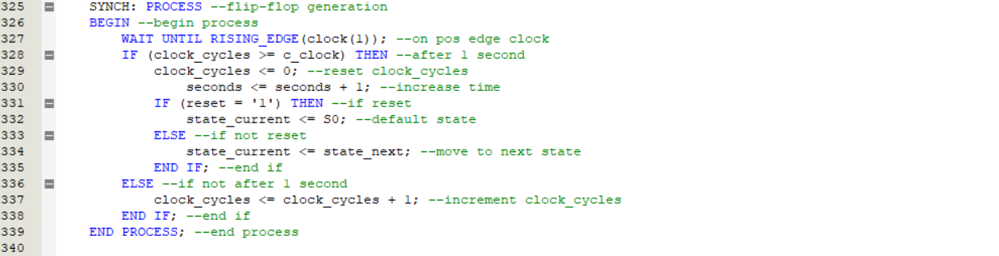 325 SYNCH: PROCESS --flip-flop generation
326 BEGIN --begin process
327 WAIT UNTIL RISING_EDGE(clock(1)); --on pos edge clock
328 IF (clock_cycles >= c_clock) THEN --after 1 second
329 clock_cycles <= 0; --reset clock_cycles
330 seconds <= seconds + 1; --increase time
331 IF (reset = '1') THEN --if reset
332 state_current <= S0; --default state
333 ELSE --if not reset
334 state_current <= state_next; --move to next state
335 END IF; --end if
336 ELSE --if not after 1 second
337 clock_cycles <= clock_cycles + 1; --increment clock_cycles
338 END IF; --end if
339 END PROCESS; --end process
340